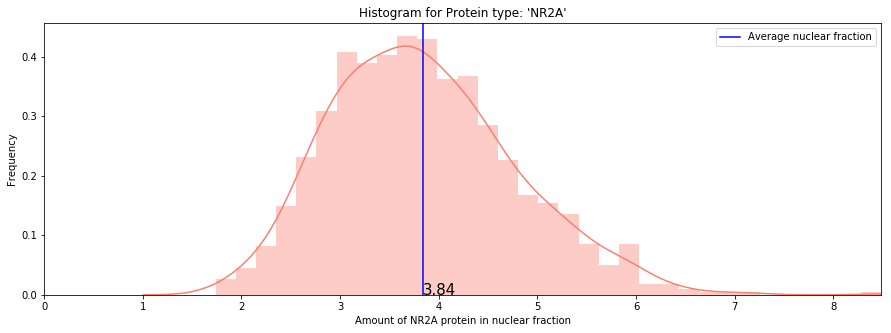 Histogram for Protein type: 'NR2A'
Average nuclear fraction
0.4
0.3
0.2
0.1
0.0
Frequency
3.84
0 1 2 3 4 5 6 7 8
Amount of NR2A protein in nuclear fraction